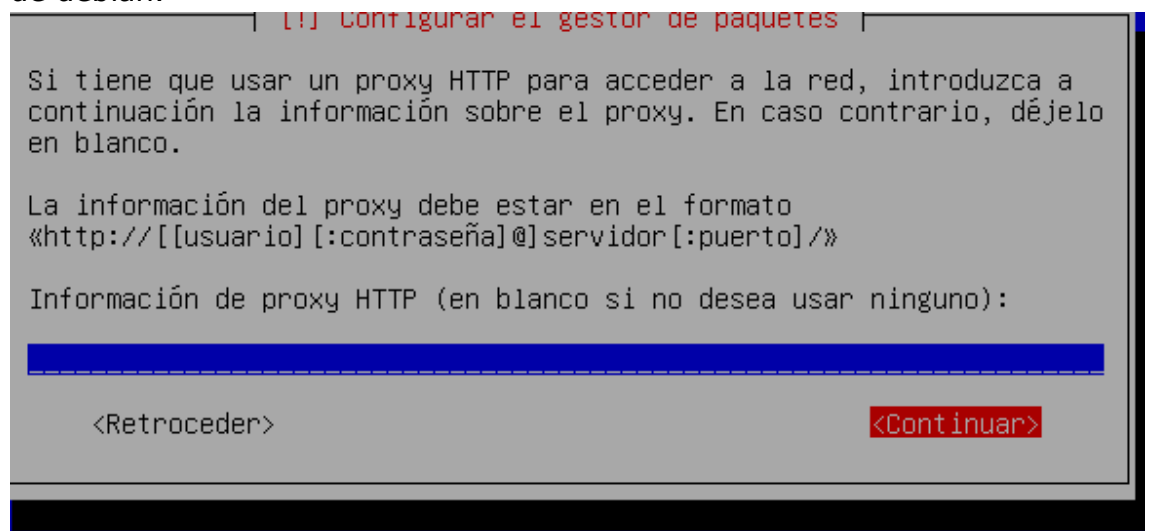 de debian.
[!] Configurar el gestor de paquetes
Si tiene que usar un proxy HTTP para acceder a la red, introduzca a
continuación la información sobre el proxy. En caso contrario, déjelo
en blanco.
La información del proxy debe estar en el formato
«http://[[usuario][:contraseña]@]servidor[:puerto]/»
Información de proxy HTTP (en blanco si no desea usar ninguno):
<Retroceder> <Continuar>